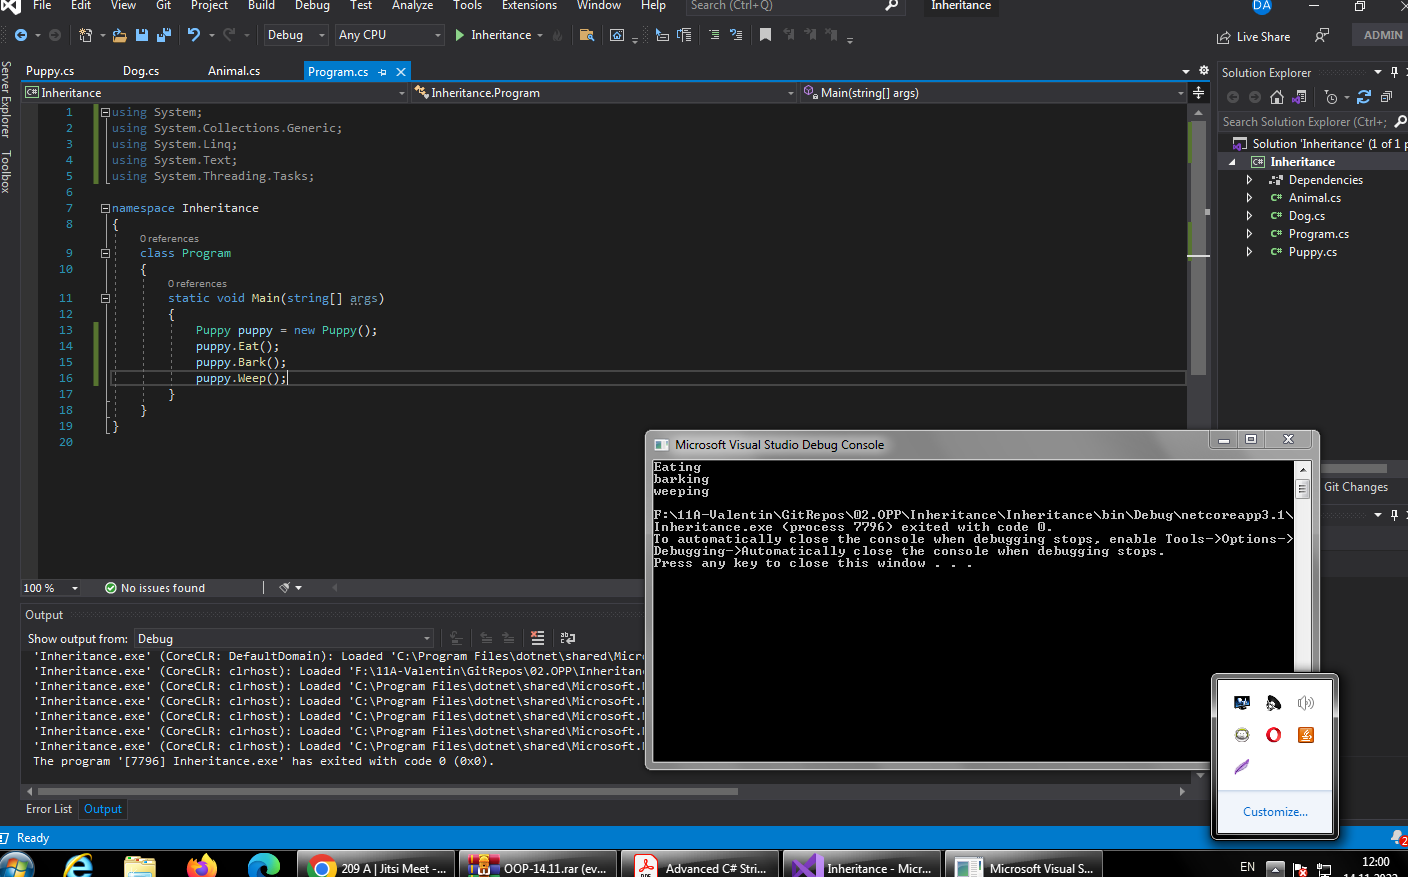 File Edit View Git Project Build Debug Test Analyze Tools Extensions Window Help Search (Ctrl+Q) Inheritance DA
Debug Any CPU Inheritance Live Share ADMIN
Server Explorer
Toolbox
Puppy.cs Dog.cs Animal.cs Program.cs
Inheritance Inheritance.Program Main(string[] args)
1 using System;
2 using System.Collections.Generic;
3 using System.Linq;
4 using System.Text;
5 using System.Threading.Tasks;
6
7 namespace Inheritance
8 {
0 references
9 class Program
10 {
0 references
11 static void Main(string[] args)
12 {
13 Puppy puppy = new Puppy();
14 puppy.Eat();
15 puppy.Bark();
16 puppy.Weep();
17 }
18 }
19 }
20
100 % No issues found
Solution Explorer
Search Solution Explorer (Ctrl+;
Solution 'Inheritance' (1 of 1 p
C# Inheritance
Dependencies
C# Animal.cs
C# Dog.cs
C# Program.cs
C# Puppy.cs
Git Changes
Microsoft Visual Studio Debug Console
Eating
barking
weeping
F:\11A-Valentin\GitRepos\02.OPP\Inheritance\Inheritance\bin\Debug\netcoreapp3.1\
Inheritance.exe (process 7796) exited with code 0.
To automatically close the console when debugging stops, enable Tools->Options->
Debugging->Automatically close the console when debugging stops.
Press any key to close this window . . .
Output
Show output from: Debug
'Inheritance.exe' (CoreCLR: DefaultDomain): Loaded 'C:\Program Files\dotnet\shared\Micro
'Inheritance.exe' (CoreCLR: clrhost): Loaded 'F:\11A-Valentin\GitRepos\02.OPP\Inheritanc
'Inheritance.exe' (CoreCLR: clrhost): Loaded 'C:\Program Files\dotnet\shared\Microsoft.
'Inheritance.exe' (CoreCLR: clrhost): Loaded 'C:\Program Files\dotnet\shared\Microsoft.
'Inheritance.exe' (CoreCLR: clrhost): Loaded 'C:\Program Files\dotnet\shared\Microsoft.
'Inheritance.exe' (CoreCLR: clrhost): Loaded 'C:\Program Files\dotnet\shared\Microsoft.
'Inheritance.exe' (CoreCLR: clrhost): Loaded 'C:\Program Files\dotnet\shared\Microsoft.
The program '[7796] Inheritance.exe' has exited with code 0 (0x0).
Error List Output
Customize...
Ready 2
209 A | Jitsi Meet -... OOP-14.11.rar (ev... Advanced C# Stri... Inheritance - Micr... Microsoft Visual S... EN 12:00